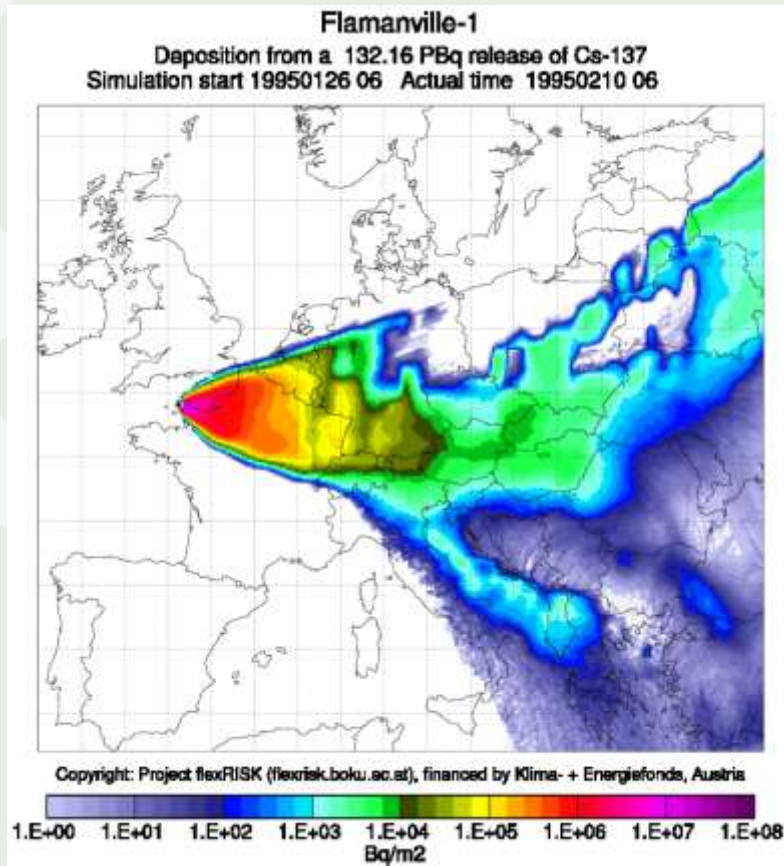 Flamanville-1
Deposition from a 132.16 PBq release of Cs-137
Simulation start 19950126 06 Actual time 19950210 06
Copyright: Project flexRISK (flexrisk.boku.ac.at), financed by Klima- + Energiefonds, Austria
1.E+00 1.E+01 1.E+02 1.E+03 1.E+04 1.E+05 1.E+06 1.E+07 1.E+08
Bq/m2